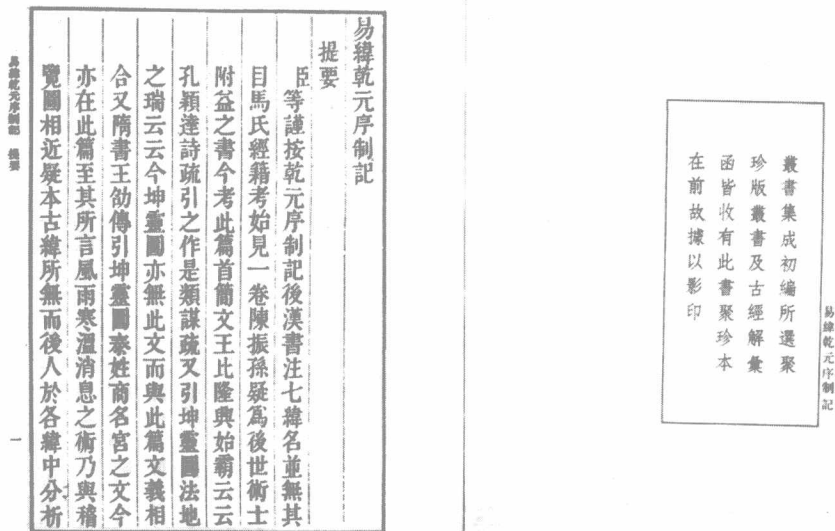 易緯乾元序制記
叢書集成初編所選聚
珍版叢書及古經解彙
函皆收有此書聚珍本
在前故據以影印
易緯乾元序制記
提要
臣等謹按乾元序制記後漢書注七緯名並無其
目馬氏經籍考始見一卷陳振孫疑爲後世術士
附益之書今考此篇首簡文王比隆興始霸云云
孔穎達詩疏引之作是類謀疏又引坤靈圖法地
之瑞云云今坤靈圖亦無此文而與此篇文義相
合又隋書王劭傳引坤靈圖泰姓商名宮之文今
亦在此篇至其所言風雨寒溫消息之術乃與稽
覽圖相近疑本古緯所無而後人於各緯中分析
易緯乾元序制記 提要
一